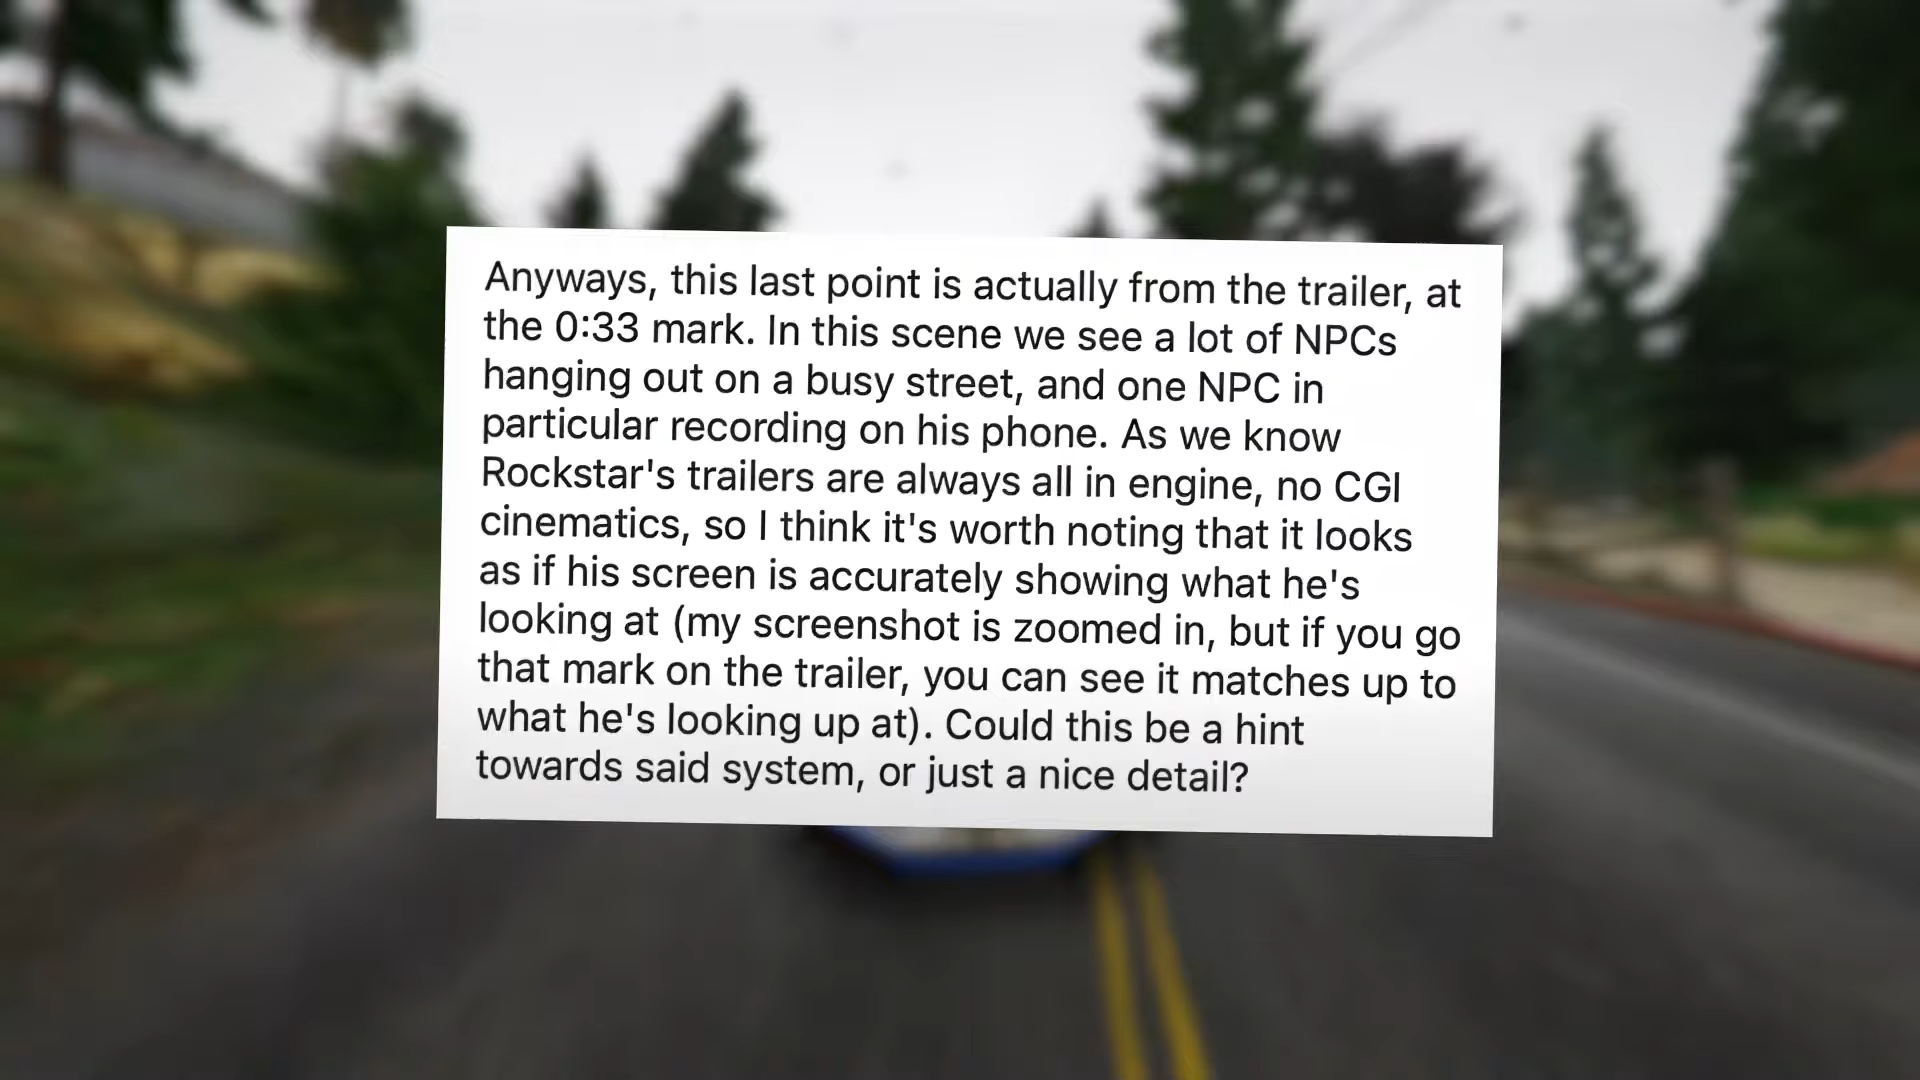 Anyways, this last point is actually from the trailer, at
the 0:33 mark. In this scene we see a lot of NPCs
hanging out on a busy street, and one NPC in
particular recording on his phone. As we know
Rockstar's trailers are always all in engine, no CGI
cinematics, so I think it's worth noting that it looks
as if his screen is accurately showing what he's
looking at (my screenshot is zoomed in, but if you go
that mark on the trailer, you can see it matches up to
what he's looking up at). Could this be a hint
towards said system, or just a nice detail?